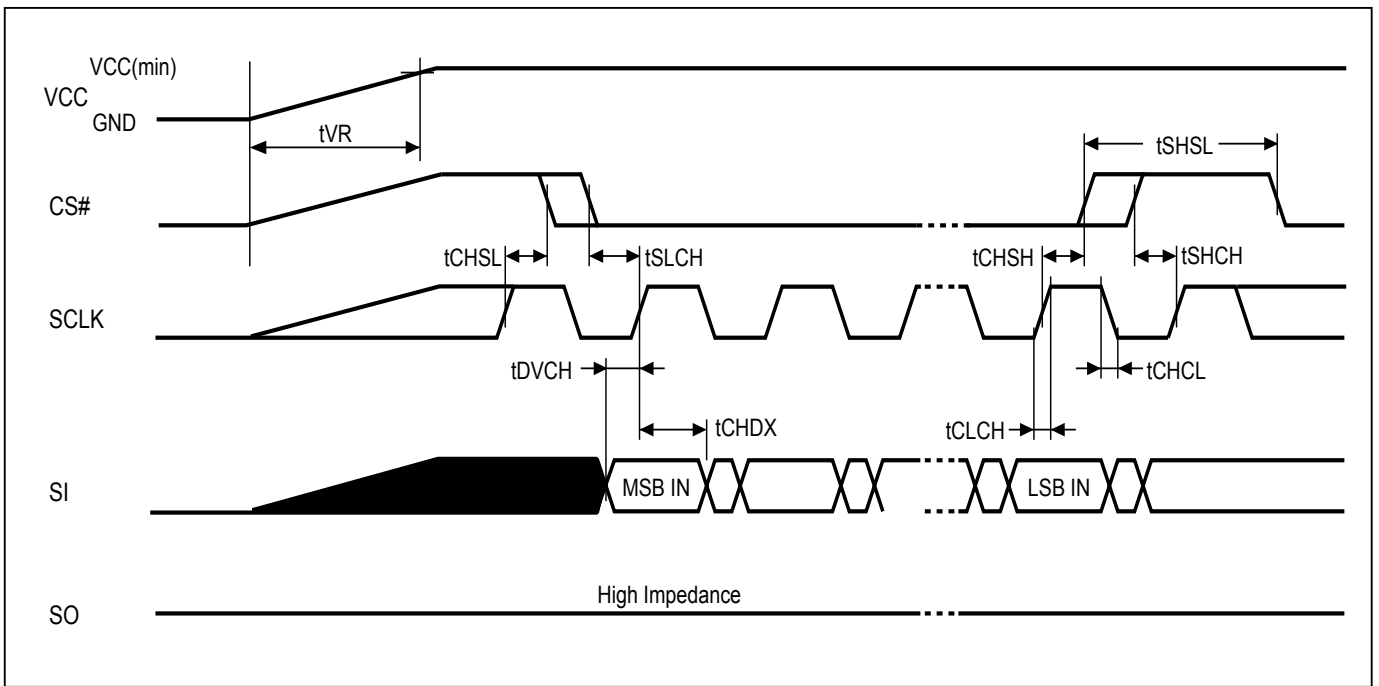 VCC(min)
VCC
GND
tVR
tSHSL
CS#
tCHSL
tSLCH
tCHSH
tSHCH
SCLK
tDVCH
tCHCL
tCHDX
tCLCH
SI
MSB IN
LSB IN
High Impedance
SO